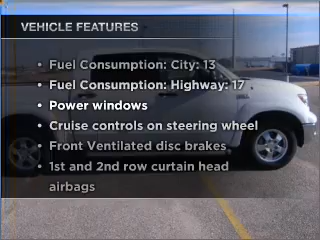 VEHICLE FEATURES
• Fuel Consumption: City: 13
• Fuel Consumption: Highway: 17
• Power windows
• Cruise controls on steering wheel
• Front Ventilated disc brakes
• 1st and 2nd row curtain head
airbags